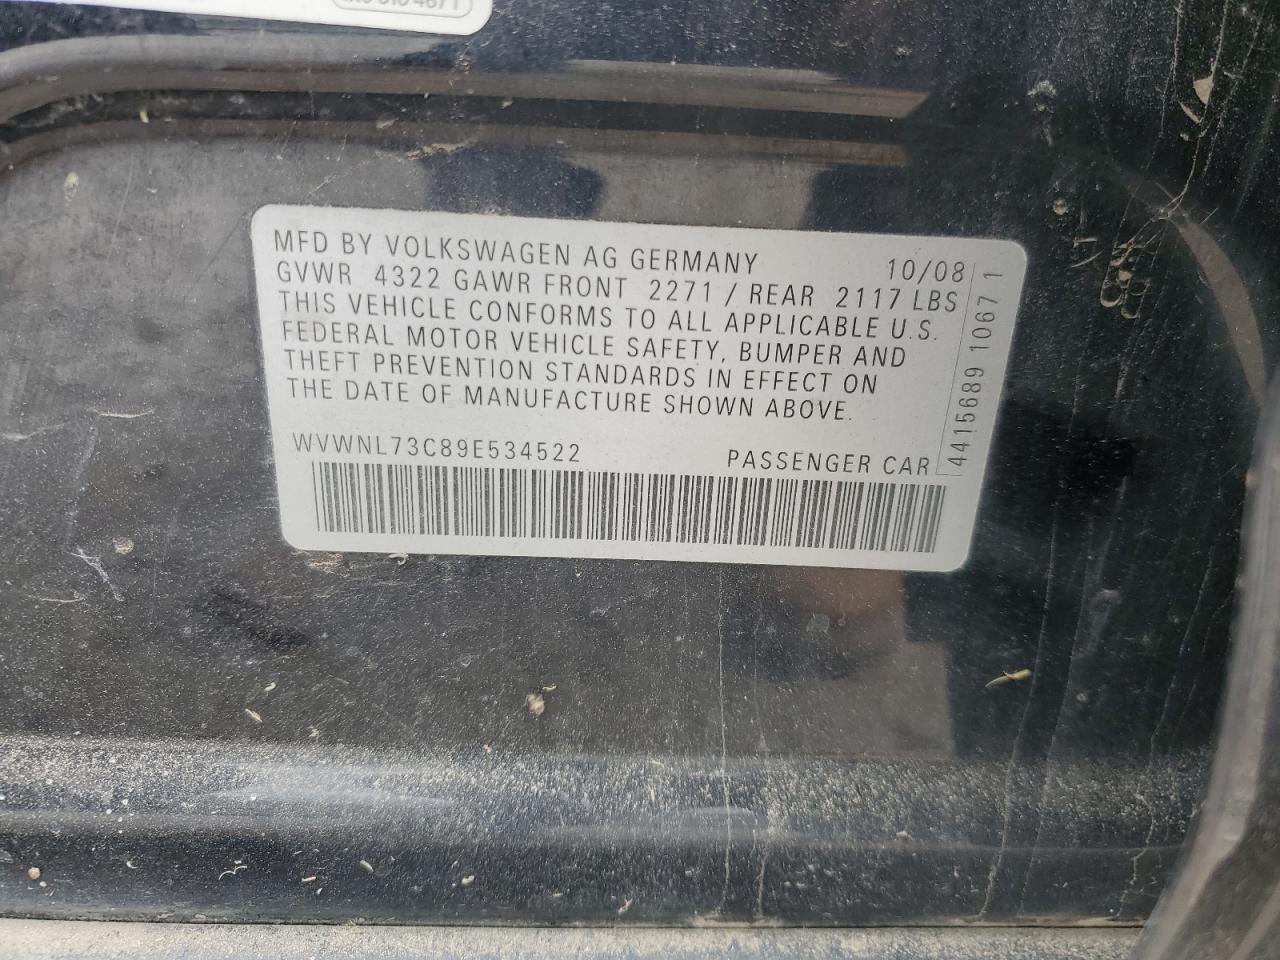 MFD BY VOLKSWAGEN AG GERMANY 10/08
GVWR 4322 GAWR FRONT 2271 / REAR 2117 LBS
THIS VEHICLE CONFORMS TO ALL APPLICABLE U.S.
FEDERAL MOTOR VEHICLE SAFETY, BUMPER AND
THEFT PREVENTION STANDARDS IN EFFECT ON
THE DATE OF MANUFACTURE SHOWN ABOVE.
WVWNL73C89E534522 PASSENGER CAR
4415689 1067 1